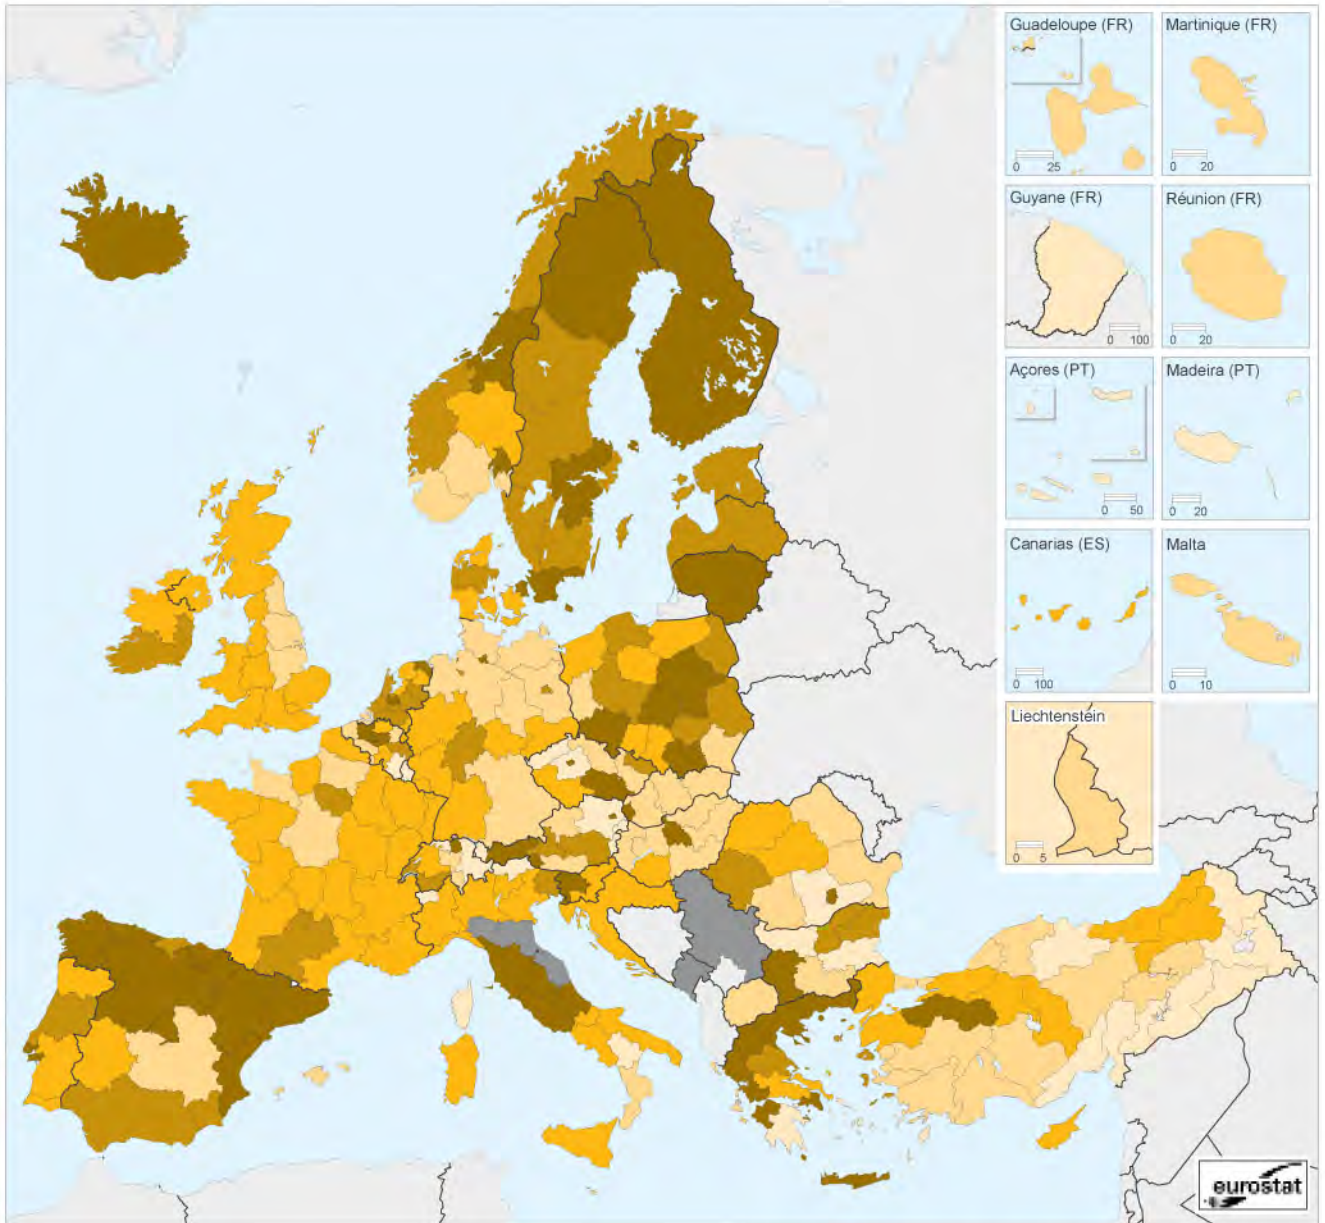 Guadeloupe (FR)
0 25
Martinique (FR)
0 20
Guyane (FR)
0 100
Réunion (FR)
0 20
Açores (PT)
0 50
Madeira (PT)
0 20
Canarias (ES)
0 100
Malta
0 10
Liechtenstein
0 5
eurostat